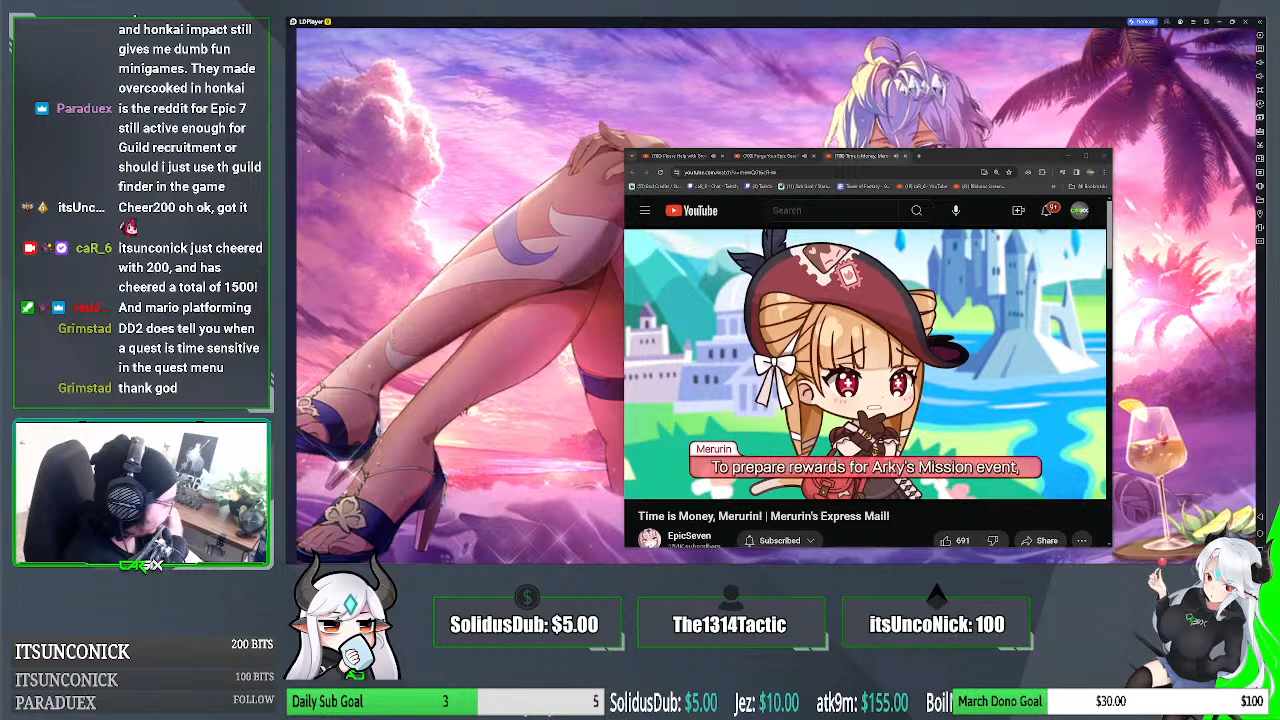 and honkai impact still
gives me dumb fun
minigames. They made
overcooked in honkai
Paraduex is the reddit for Epic 7
still active enough for
Guild recruitment or
should i just use th guild
finder in the game
itsUnc... Cheer200 oh ok, got it
caR_6 itsunconick just cheered
with 200, and has
cheered a total of 1500!
And mario platforming
Grimstad DD2 does tell you when
a quest is time sensitive
in the quest menu
Grimstad thank god
LDPlayer
YouTube
Search
9+
Merurin
To prepare rewards for Arky's Mission event,
Time is Money, Merurin! | Merurin's Express Mail!
EpicSeven
Subscribed
691
Share
CARSIX
ITSUNCONICK 200 BITS
ITSUNCONICK 100 BITS
PARADUEX FOLLOW
SolidusDub: $5.00
The1314Tactic
itsUncoNick: 100
Daily Sub Goal 3 5
SolidusDub: $5.00 Jez: $10.00 atk9m: $155.00 Boili
March Dono Goal $30.00 $100